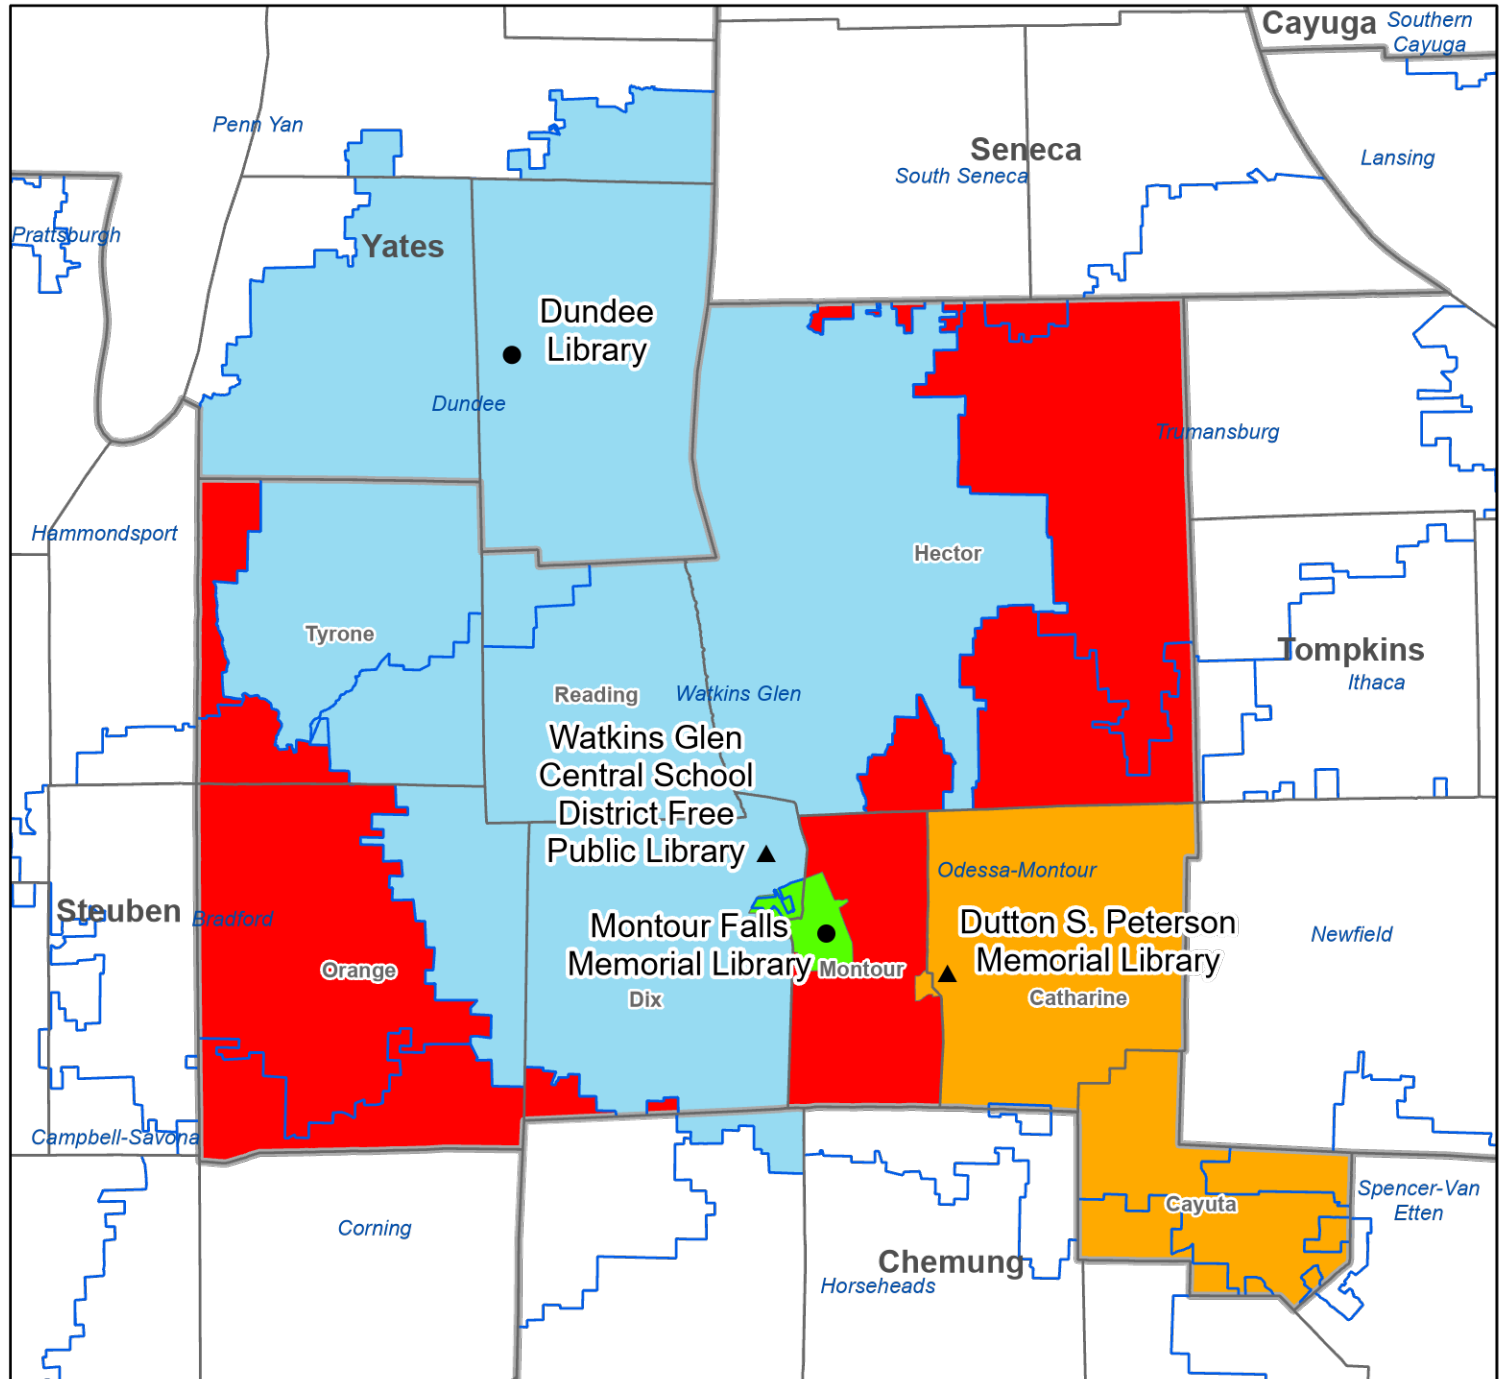 Cayuga
Southern
Cayuga
Penn Yan
Seneca
South Seneca
Lansing
Prattsburgh
Yates
Dundee
Library
Dundee
Trumansburg
Hammondsport
Hector
Tyrone
Tompkins
Ithaca
Reading
Watkins Glen
Watkins Glen
Central School
District Free
Public Library
Odessa-Montour
Steuben
Bradford
Montour Falls
Memorial Library
Dutton S. Peterson
Memorial Library
Newfield
Orange
Montour
Dix
Catharine
Campbell-Savona
Corning
Cayuta
Spencer-Van
Etten
Chemung
Horseheads